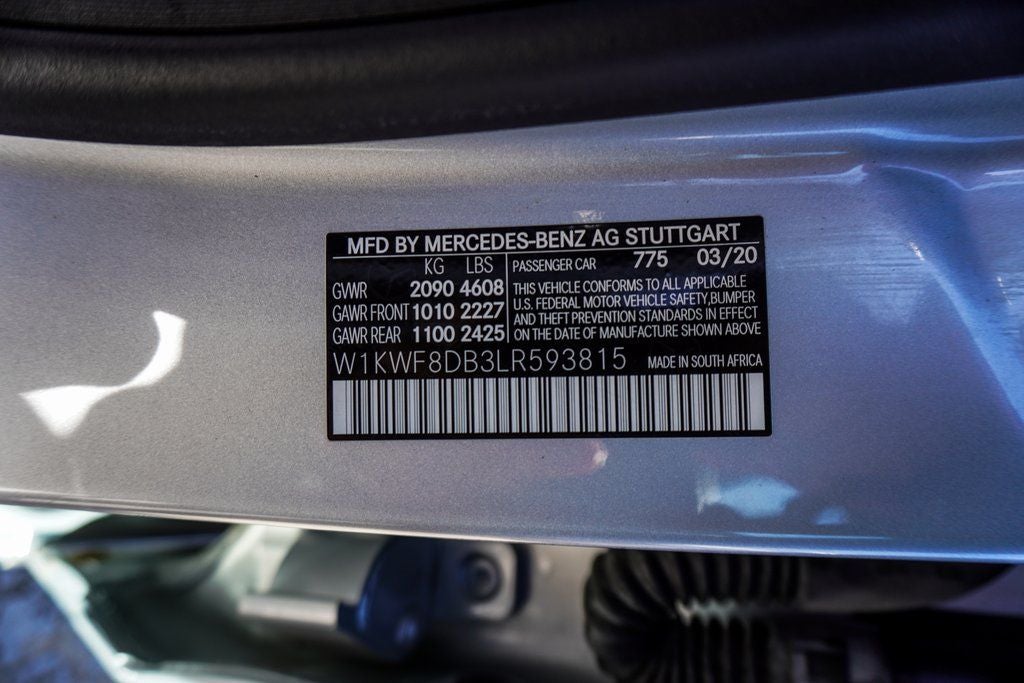 MFD BY MERCEDES-BENZ AG STUTTGART
KG LBS
GVWR 2090 4608
GAWR FRONT 1010 2227
GAWR REAR 1100 2425
PASSENGER CAR 775 03/20
THIS VEHICLE CONFORMS TO ALL APPLICABLE
U.S. FEDERAL MOTOR VEHICLE SAFETY,BUMPER
AND THEFT PREVENTION STANDARDS IN EFFECT
ON THE DATE OF MANUFACTURE SHOWN ABOVE
W1KWF8DB3LR593815 MADE IN SOUTH AFRICA